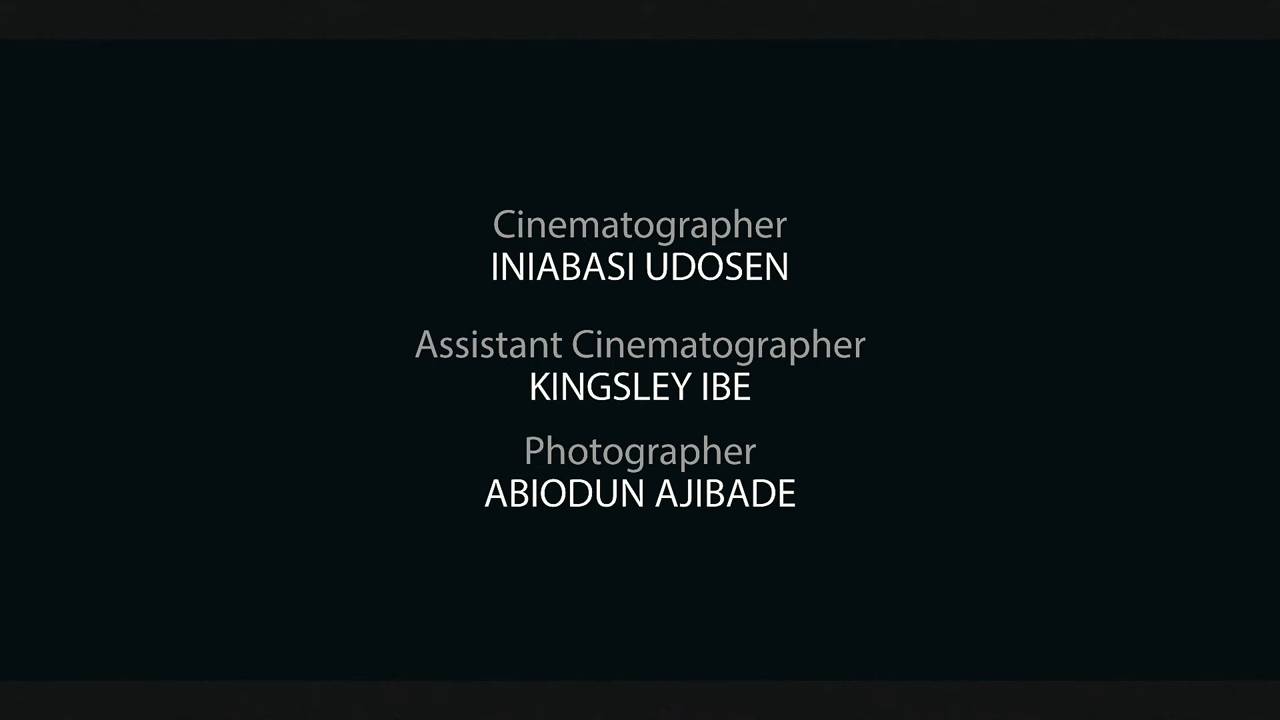 Cinematographer
INIABASI UDOSEN
Assistant Cinematographer
KINGSLEY IBE
Photographer
ABIODUN AJIBADE